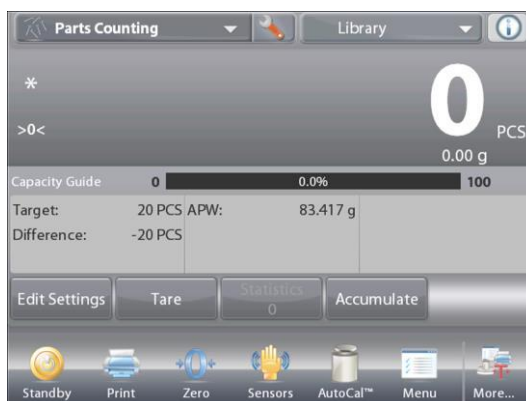 Parts Counting Library
*
>0<
0 PCS
0.00 g
Capacity Guide 0 0.0% 100
Target: 20 PCS APW: 83.417 g
Difference: -20 PCS
Edit Settings Tare Statistics 0 Accumulate
Standby Print Zero Sensors AutoCal™ Menu More...